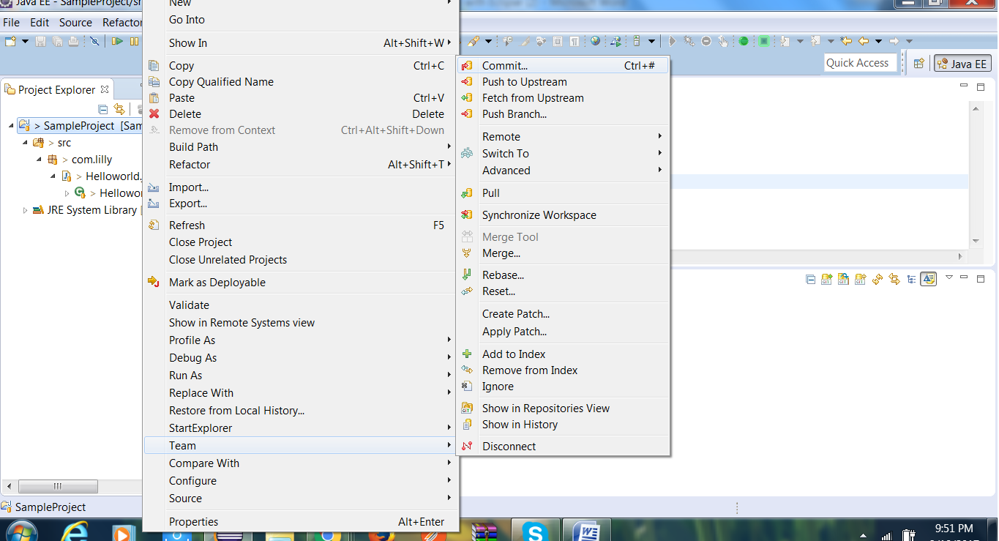 Java EE - SampleProject/sr
File Edit Source Refactor
Quick Access
Java EE
Project Explorer
> SampleProject [Sam
> src
> com.lilly
> Helloworld.
> Hellowor
JRE System Library [
SampleProject
New
Go Into
Show In Alt+Shift+W
Copy Ctrl+C
Copy Qualified Name
Paste Ctrl+V
Delete Delete
Remove from Context Ctrl+Alt+Shift+Down
Build Path
Refactor Alt+Shift+T
Import...
Export...
Refresh F5
Close Project
Close Unrelated Projects
Mark as Deployable
Validate
Show in Remote Systems view
Profile As
Debug As
Run As
Replace With
Restore from Local History...
StartExplorer
Team
Compare With
Configure
Source
Properties Alt+Enter
Commit... Ctrl+#
Push to Upstream
Fetch from Upstream
Push Branch...
Remote
Switch To
Advanced
Pull
Synchronize Workspace
Merge Tool
Merge...
Rebase...
Reset...
Create Patch...
Apply Patch...
Add to Index
Remove from Index
Ignore
Show in Repositories View
Show in History
Disconnect
9:51 PM